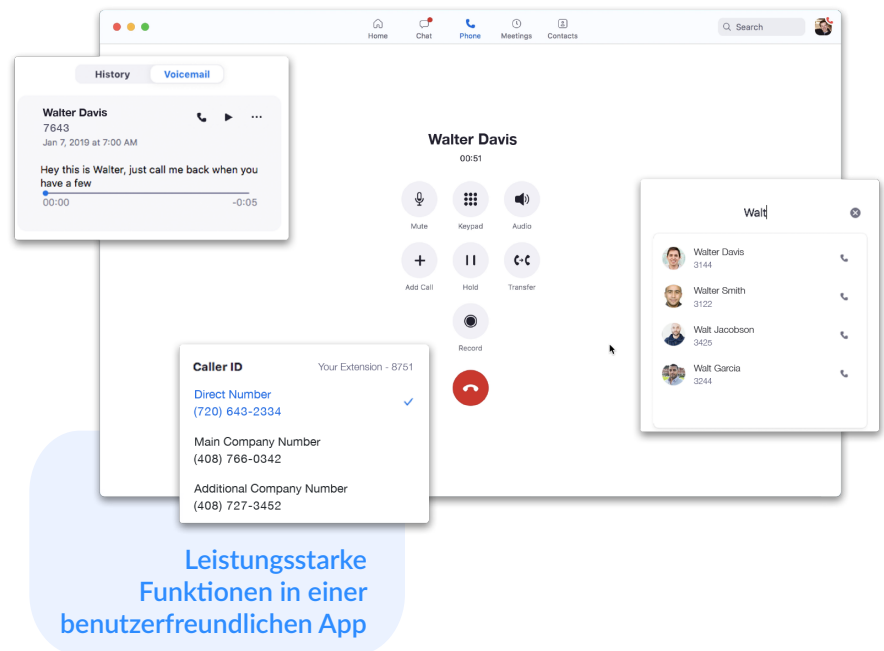 Home Chat Phone Meetings Contacts
Search
History Voicemail
Walter Davis
7643
Jan 7, 2019 at 7:00 AM
Hey this is Walter, just call me back when you
have a few
00:00 -0:05
Walter Davis
00:51
Mute Keypad Audio
Add Call Hold Transfer
Record
Walt
Walter Davis
3144
Walter Smith
3122
Walt Jacobson
3425
Walt Garcia
3244
Caller ID Your Extension - 8751
Direct Number
(720) 643-2334
Main Company Number
(408) 766-0342
Additional Company Number
(408) 727-3452
Leistungsstarke
Funktionen in einer
benutzerfreundlichen App